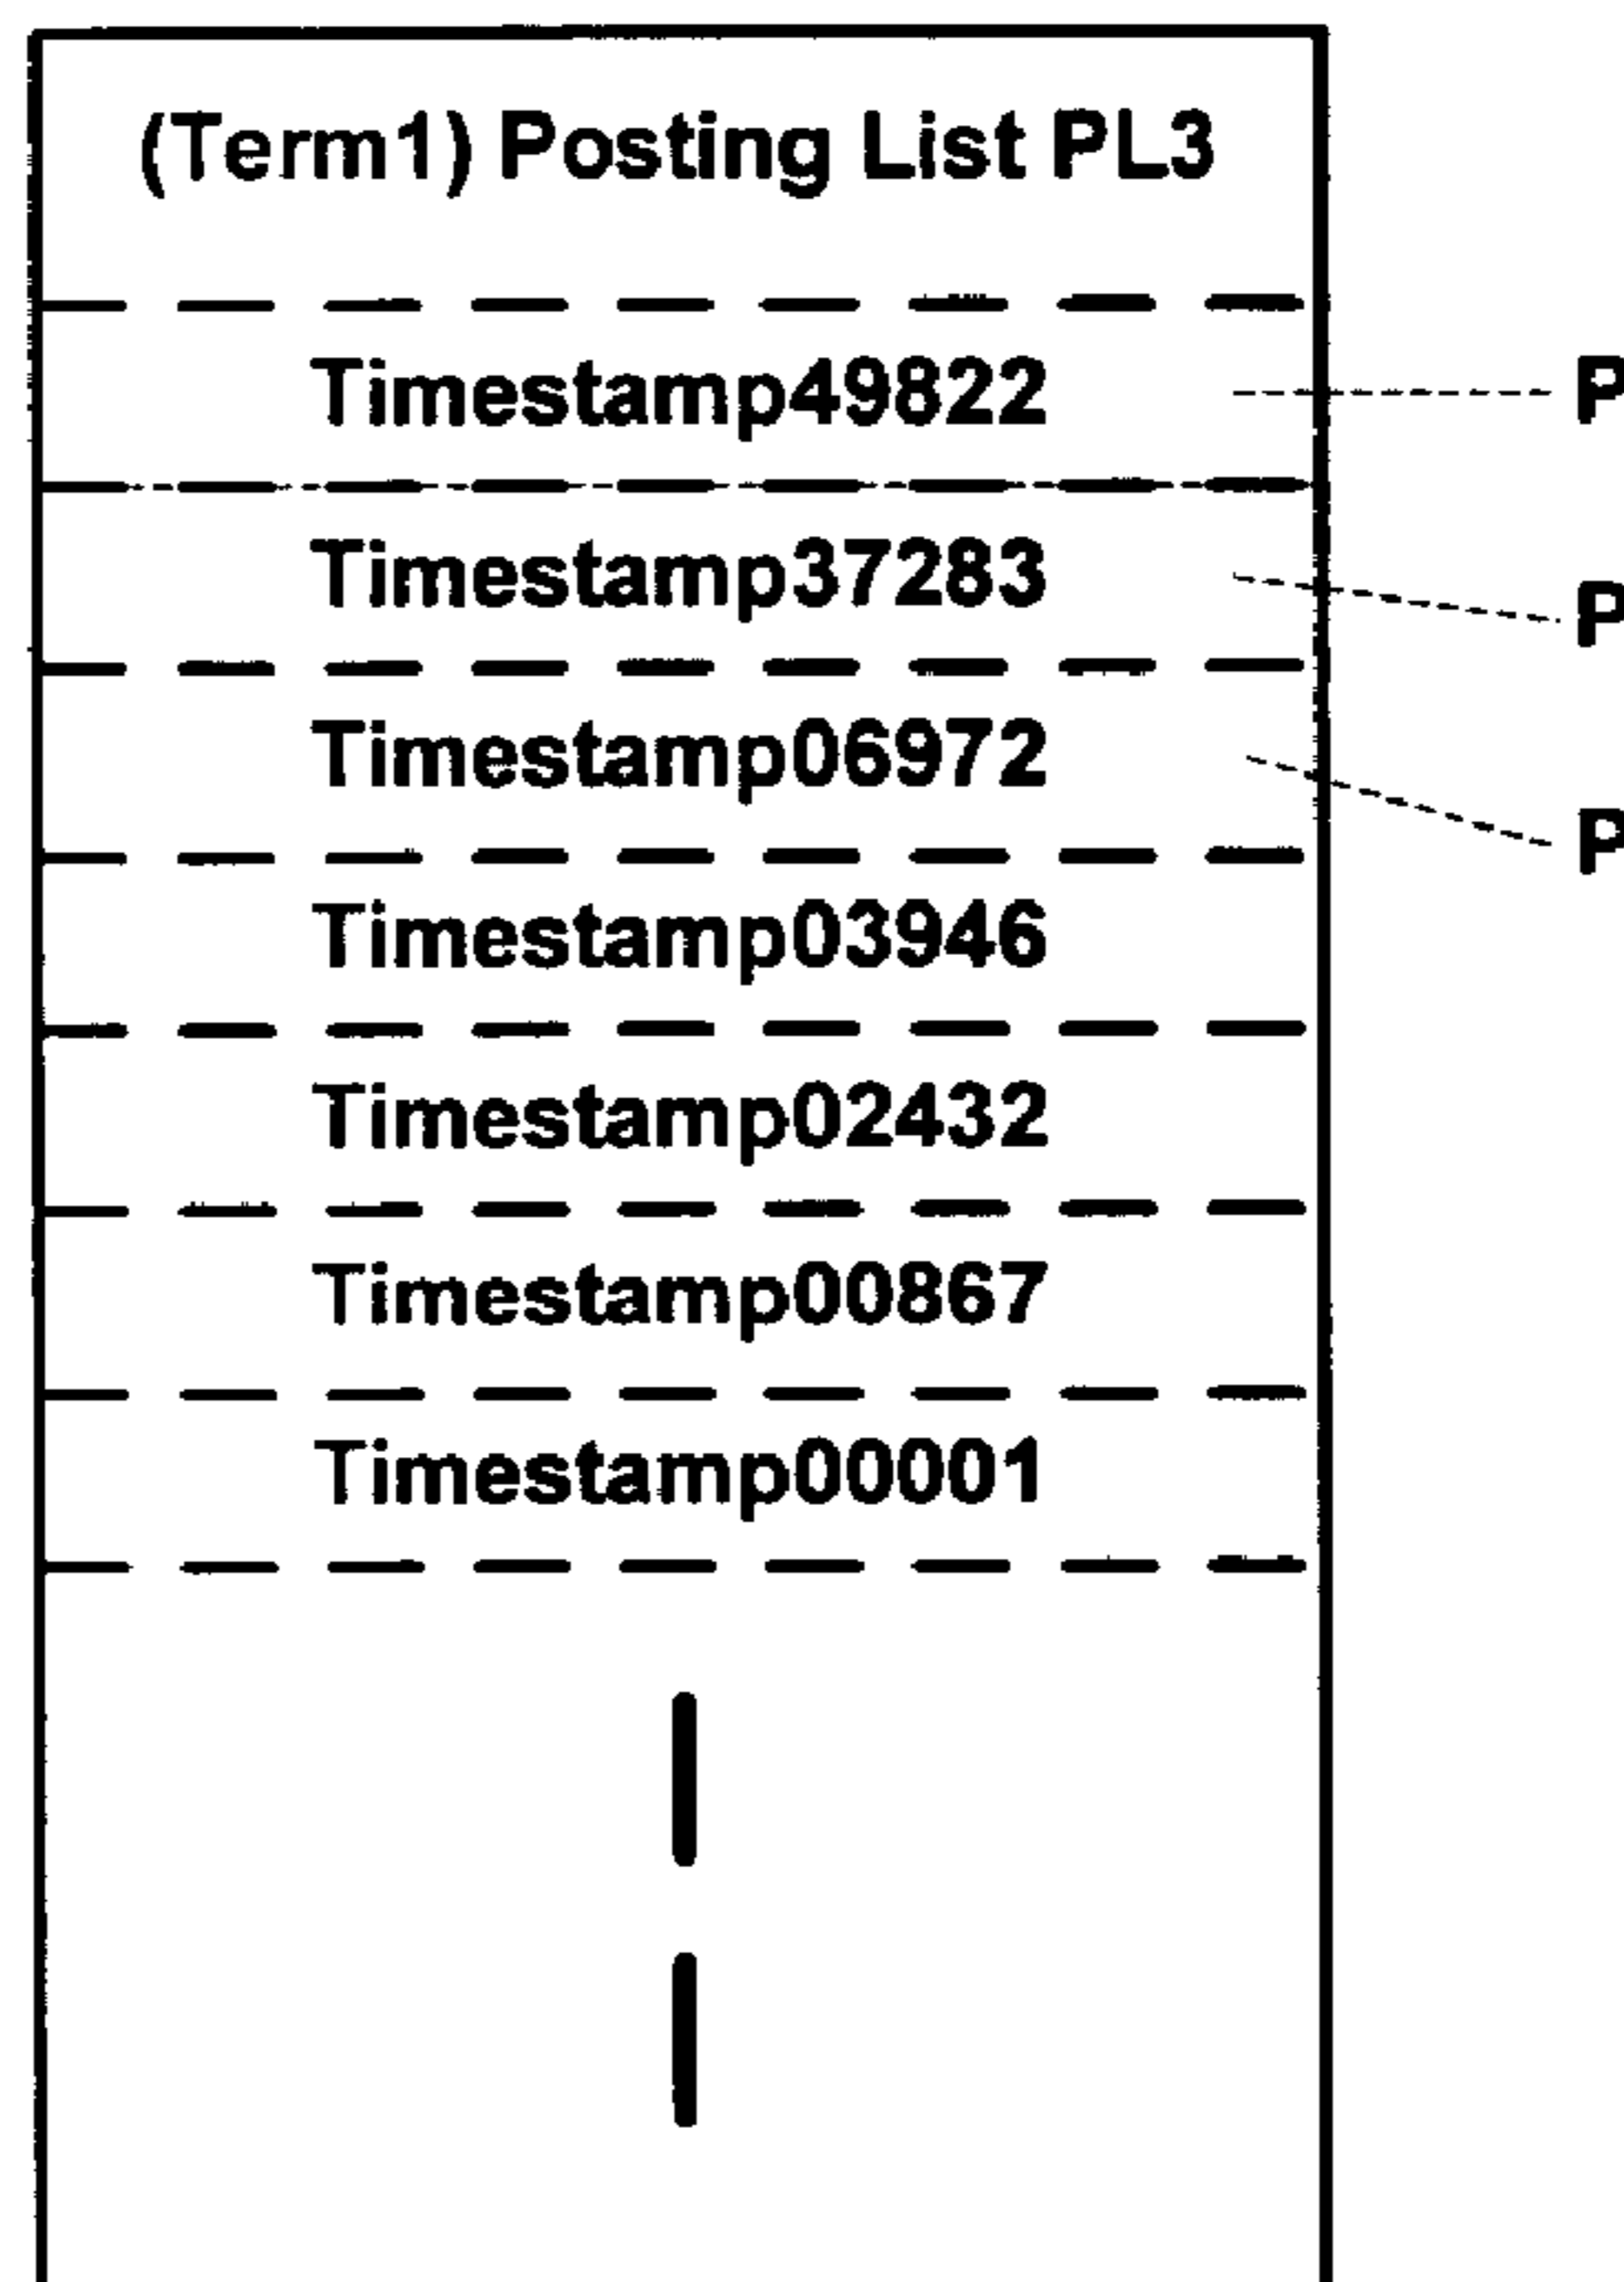 (Term1) Posting List PL3
Timestamp49822
P
Timestamp37283
P
Timestamp06972
P
Timestamp03946
Timestamp02432
Timestamp00867
Timestamp00001